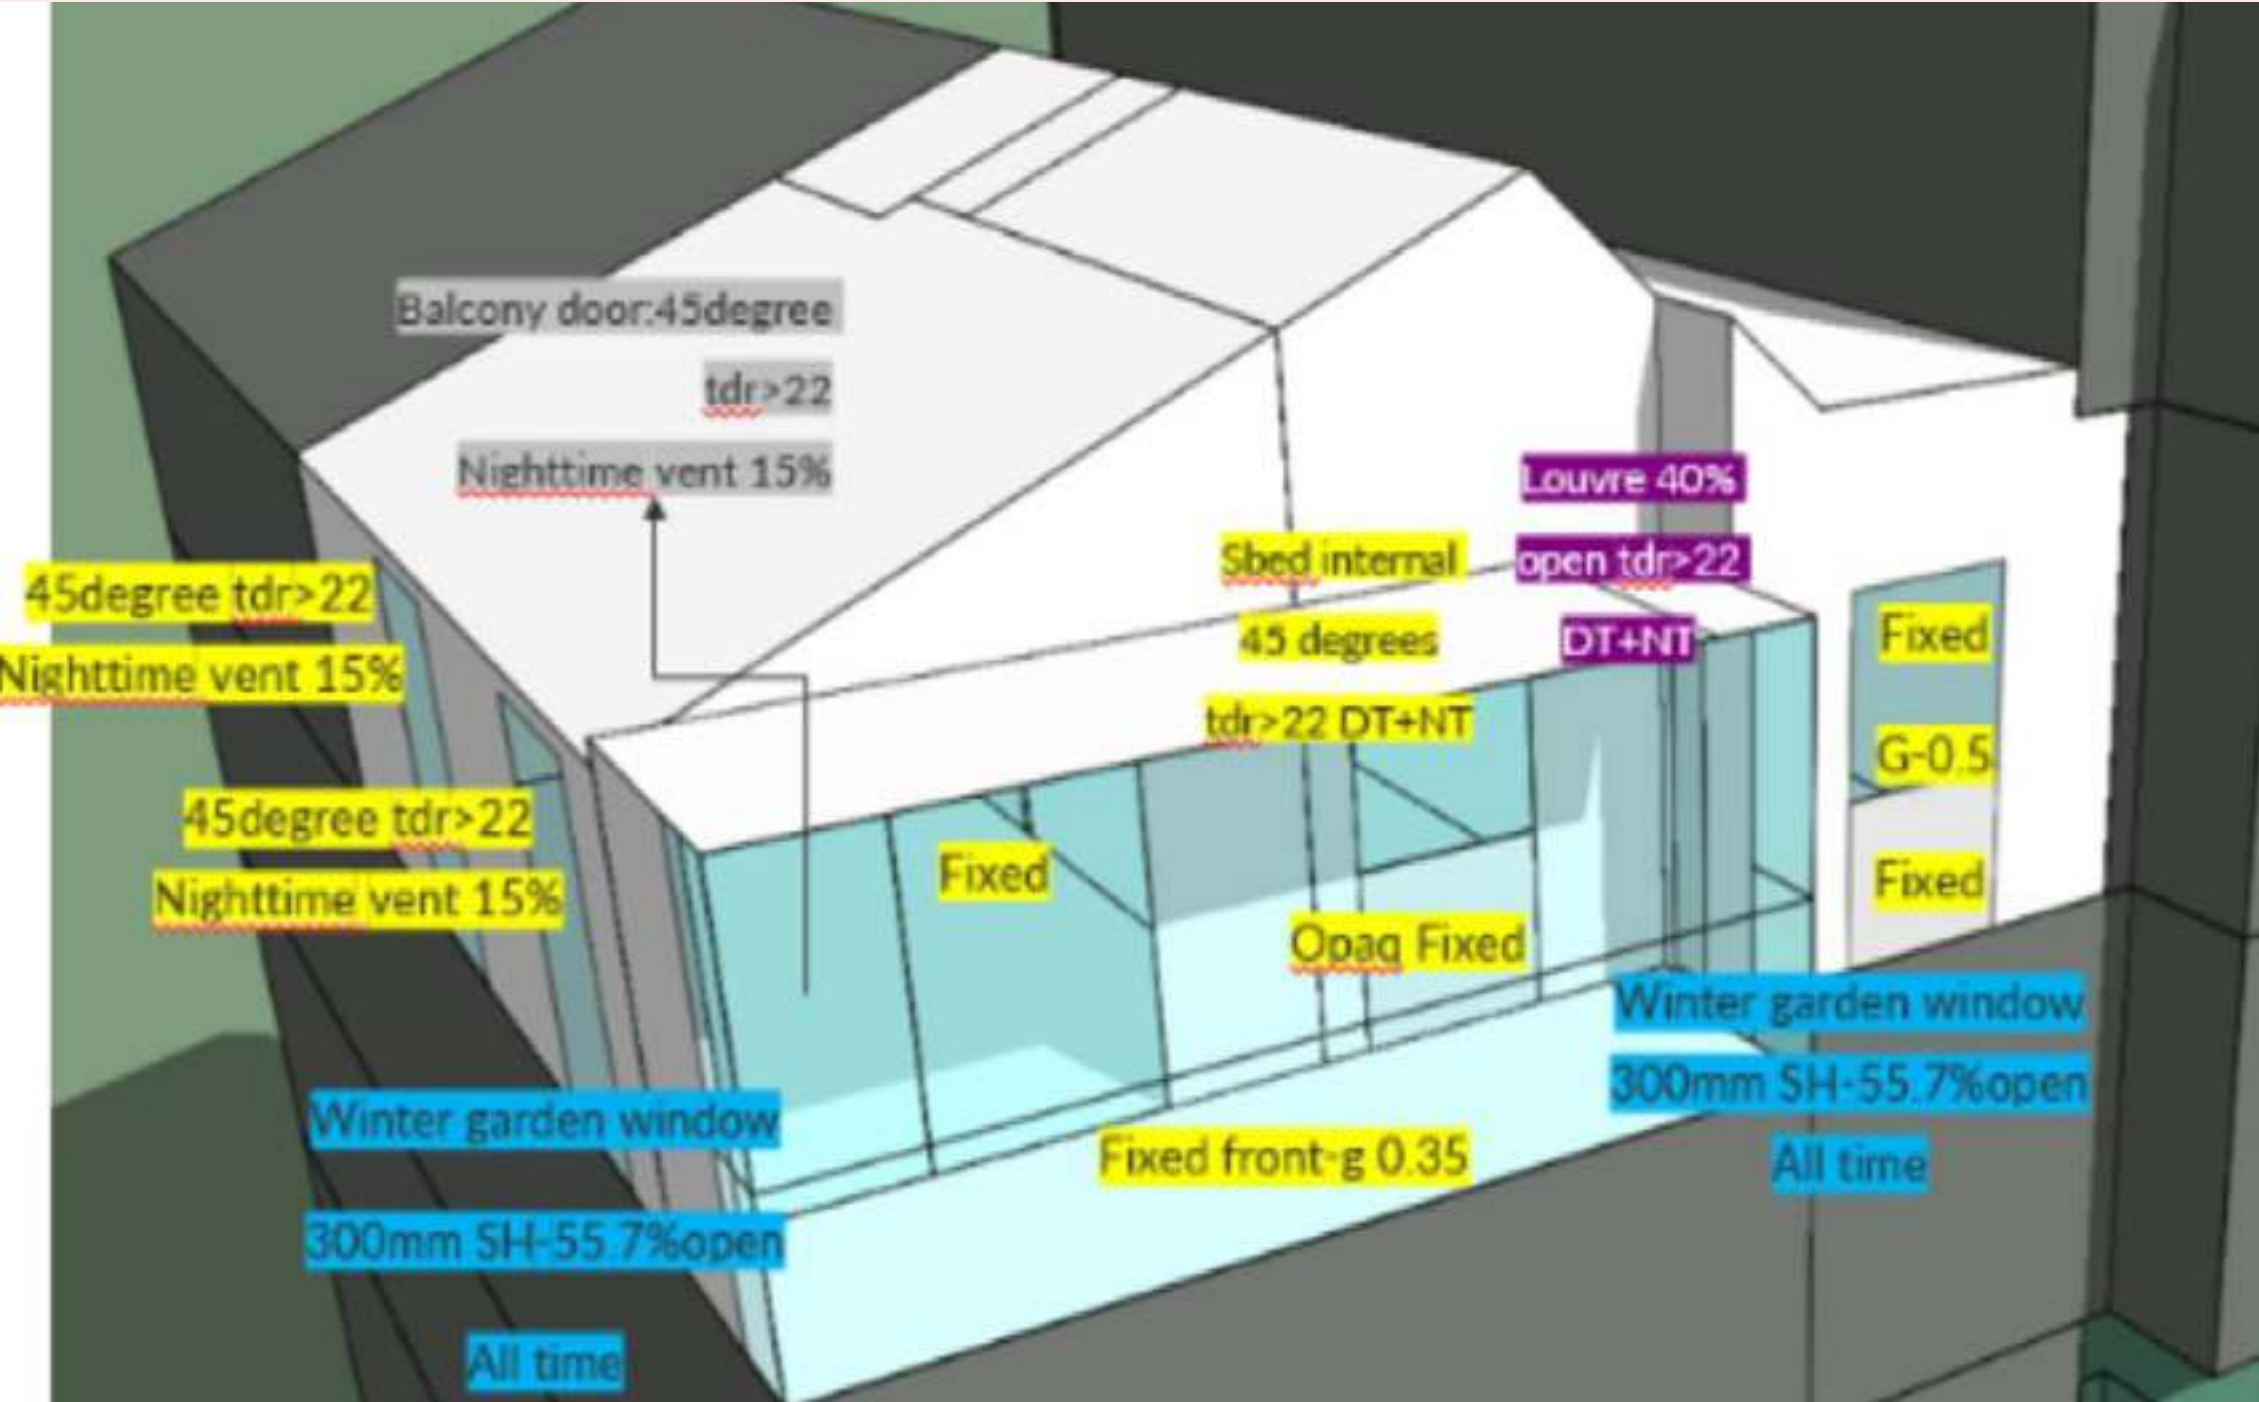 Balcony door:45degree
tdr>22
Nighttime vent 15%
Louvre 40%
open tdr>22
DT+NT
Sbed internal
45 degrees
tdr>22 DT+NT
45degree tdr>22
Nighttime vent 15%
Fixed
G-0.5
Fixed
45degree tdr>22
Nighttime vent 15%
Fixed
Opaq Fixed
Winter garden window
300mm SH-55.7%open
All time
Fixed front-g 0.35
Winter garden window
300mm SH-55.7%open
All time